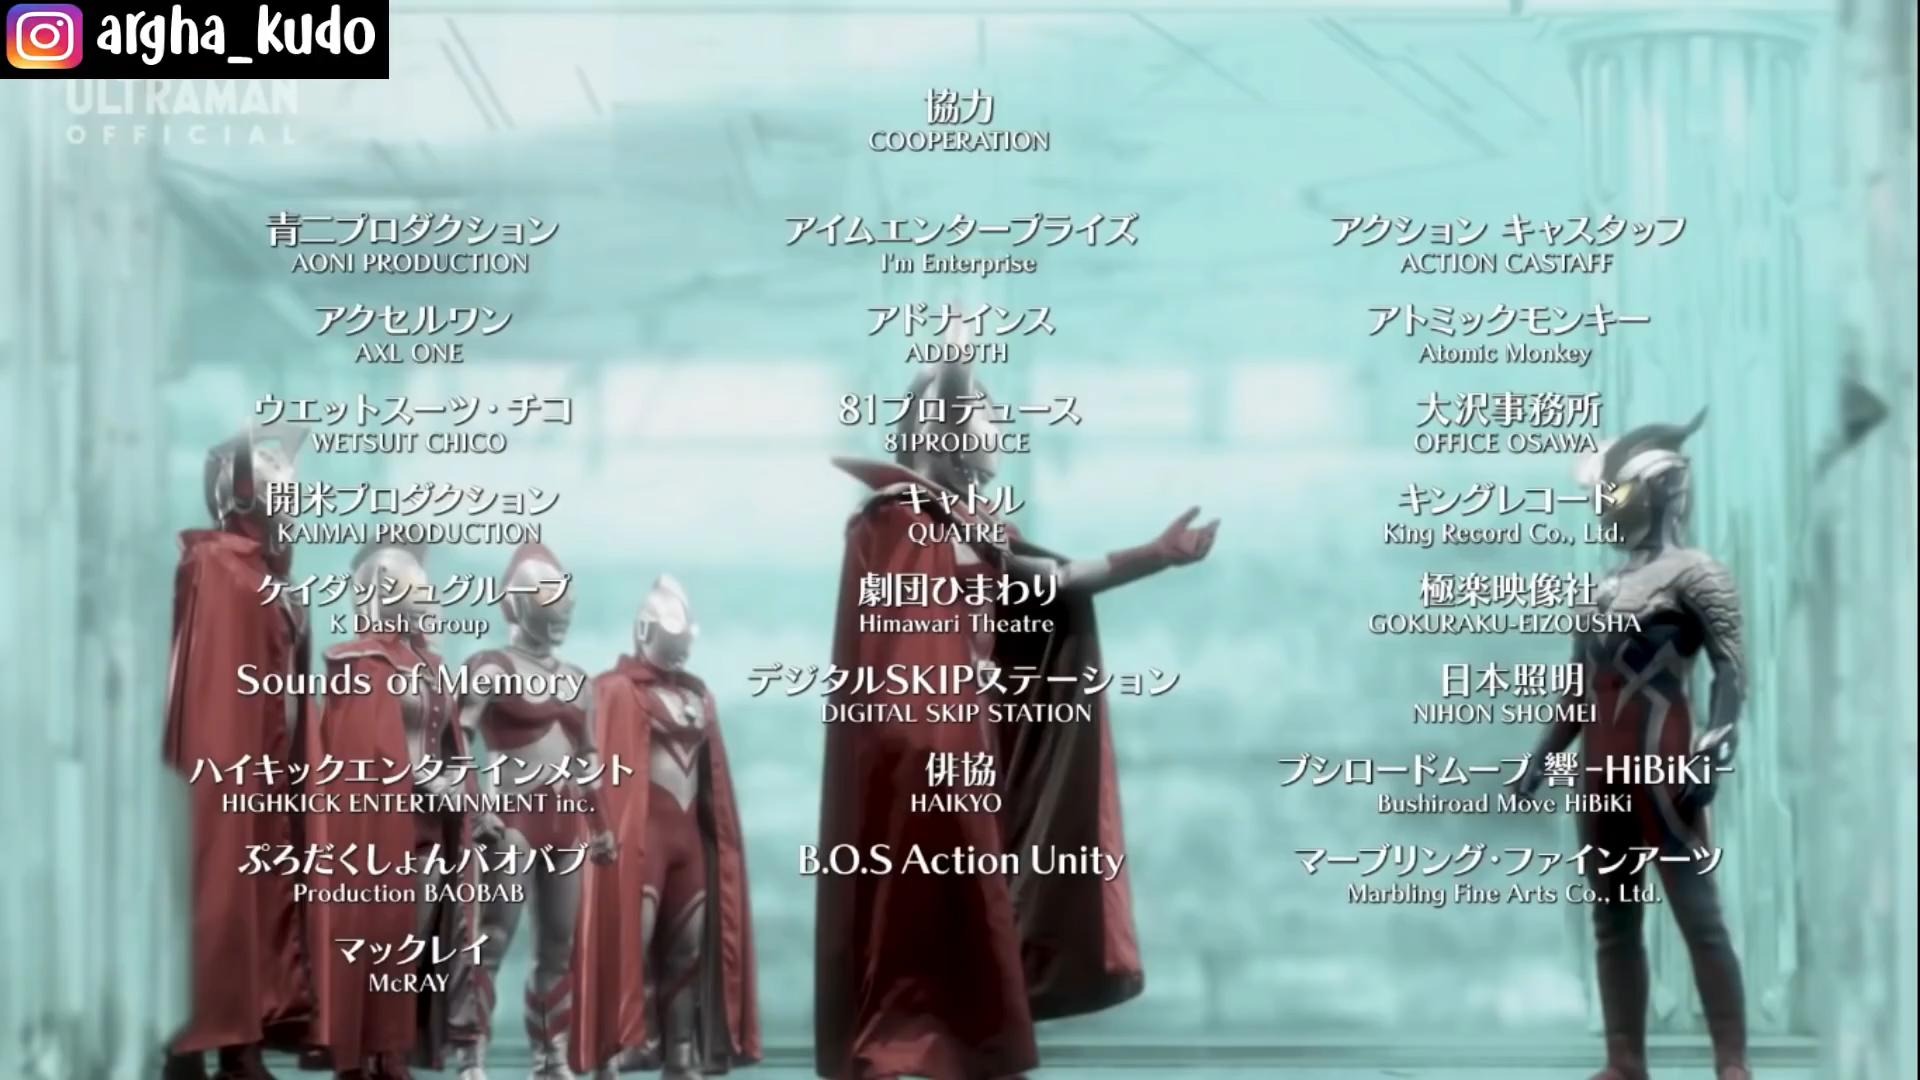 argha_kudo
ULTRAMAN
OFFICIAL
協力
COOPERATION
青二プロダクション
AONI PRODUCTION
アイムエンタープライズ
I'm Enterprise
アクション キャスタッフ
ACTION CASTAFF
アクセルワン
AXL ONE
アドナインス
ADD9TH
アトミックモンキー
Atomic Monkey
ウエットスーツ・チコ
WETSUIT CHICO
81プロデュース
81PRODUCE
大沢事務所
OFFICE OSAWA
開米プロダクション
KAIMAI PRODUCTION
キャトル
QUATRE
キングレコード
King Record Co., Ltd.
ケイダッシュグループ
K Dash Group
劇団ひまわり
Himawari Theatre
極楽映像社
GOKURAKU-EIZOUSHA
Sounds of Memory
デジタルSKIPステーション
DIGITAL SKIP STATION
日本照明
NIHON SHOMEI
ハイキックエンタテインメント
HIGHKICK ENTERTAINMENT inc.
俳協
HAIKYO
ブシロードムーブ 響-HiBiKi-
Bushiroad Move HiBiKi
ぷろだくしょんバオバブ
Production BAOBAB
B.O.S Action Unity
マーブリング・ファインアーツ
Marbling Fine Arts Co., Ltd.
マックレイ
McRAY